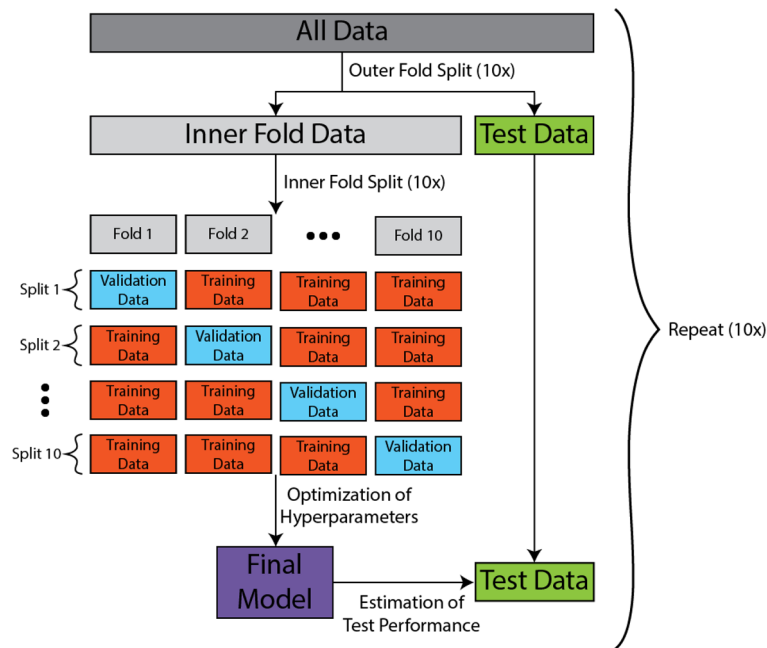 All Data
Outer Fold Split (10x)
Inner Fold Data
Test Data
Inner Fold Split (10x)
Fold 1
Fold 2
Fold 10
Split 1
Validation
Data
Training
Data
Training
Data
Training
Data
Split 2
Training
Data
Validation
Data
Training
Data
Training
Data
Repeat (10x)
Training
Data
Training
Data
Validation
Data
Training
Data
Split 10
Training
Data
Training
Data
Training
Data
Validation
Data
Optimization of
Hyperparameters
Final
Model
Estimation of
Test Performance
Test Data